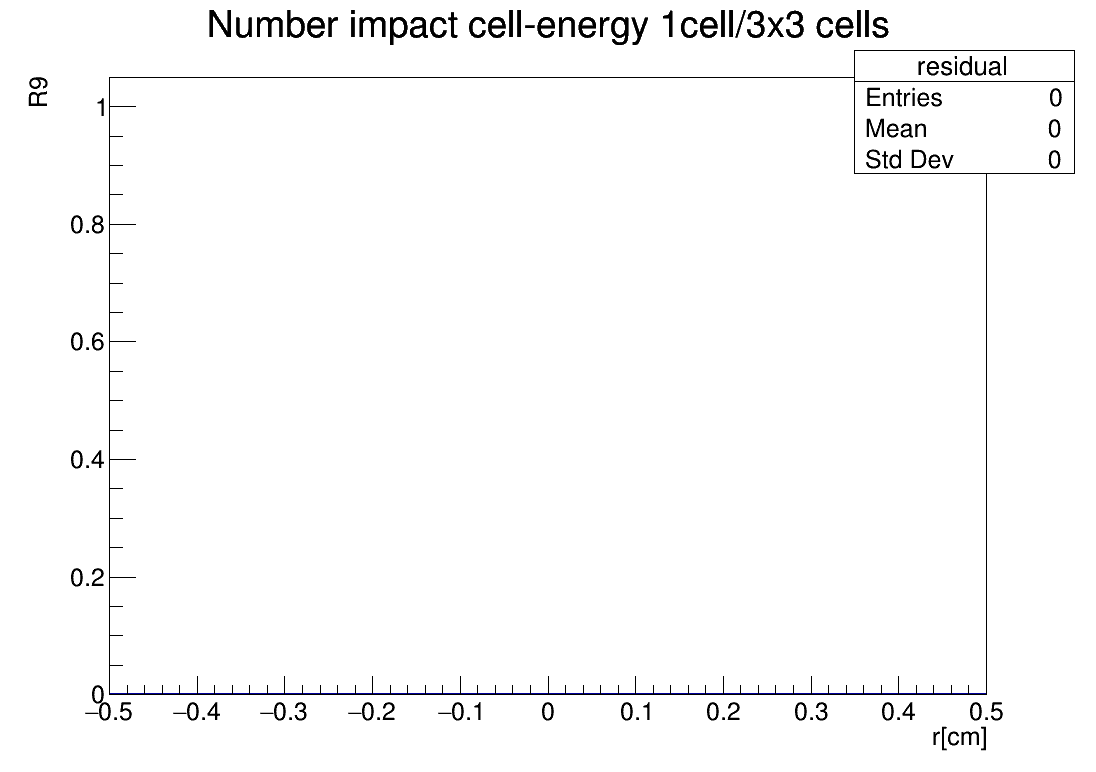 Number impact cell-energy 1cell/3x3 cells
residual
Entries 0
Mean 0
Std Dev 0
R9
1
0.8
0.6
0.4
0.2
0
−0.5 −0.4 −0.3 −0.2 −0.1 0 0.1 0.2 0.3 0.4 0.5
r[cm]